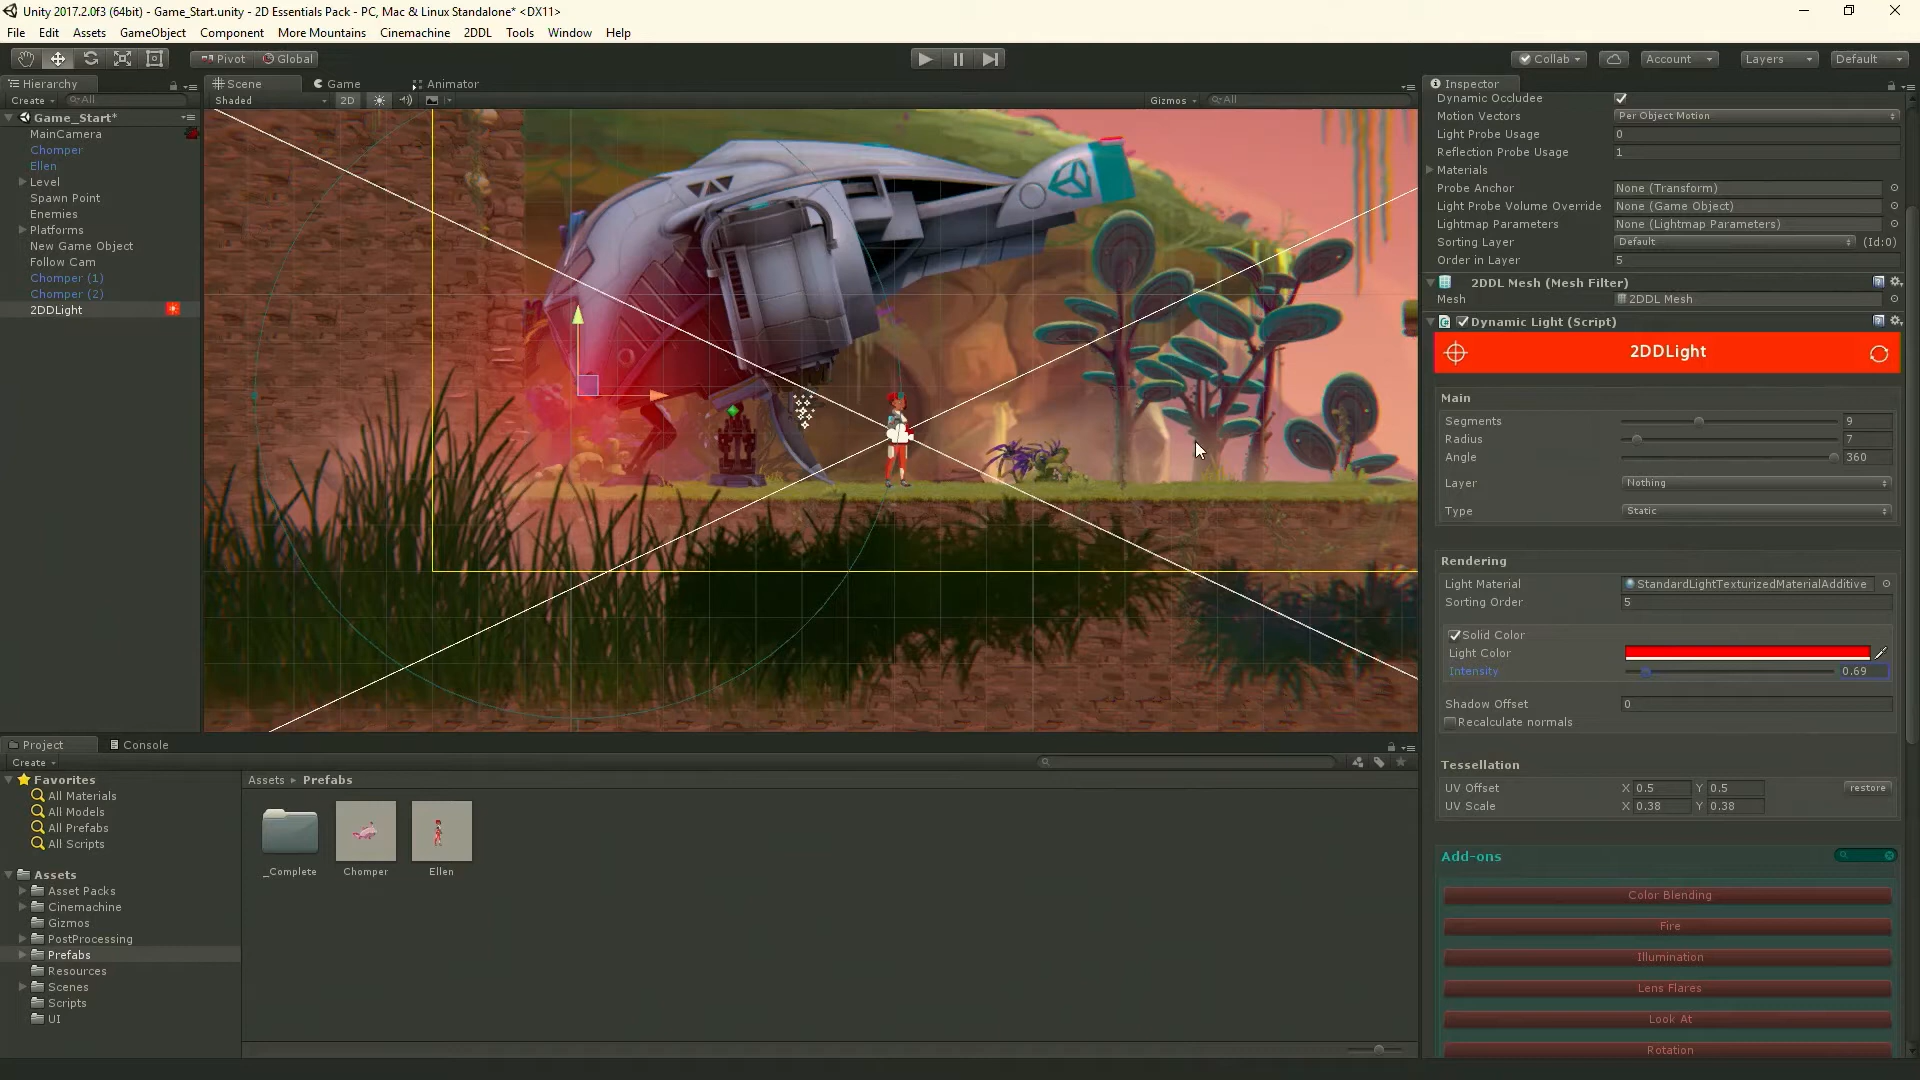 Unity 2017.2.0f3 (64bit) - Game_Start.unity - 2D Essentials Pack - PC, Mac & Linux Standalone* <DX11>
File Edit Assets GameObject Component More Mountains Cinemachine 2DDL Tools Window Help
Pivot Global Collab Account Layers Default
Hierarchy
Create All
Game_Start*
MainCamera
Chomper
Ellen
Level
Spawn Point
Enemies
Platforms
New Game Object
Follow Cam
Chomper (1)
Chomper (2)
2DDLight
Scene Game Animator
Shaded 2D Gizmos All
Inspector
Dynamic Occludee
Motion Vectors Per Object Motion
Light Probe Usage 0
Reflection Probe Usage 1
Materials
Probe Anchor None (Transform)
Light Probe Volume Override None (Game Object)
Lightmap Parameters None (Lightmap Parameters)
Sorting Layer Default (Id:0)
Order in Layer 5
2DDL Mesh (Mesh Filter)
Mesh 2DDL Mesh
Dynamic Light (Script)
2DDLight
Main
Segments 9
Radius 7
Angle 360
Layer Nothing
Type Static
Rendering
Light Material StandardLightTexturizedMaterialAdditive
Sorting Order 5
Solid Color
Light Color
Intensity 0.69
Shadow Offset 0
Recalculate normals
Tessellation
UV Offset X 0.5 Y 0.5 restore
UV Scale X 0.38 Y 0.38
Add-ons
Color Blending
Fire
Illumination
Lens Flares
Look At
Rotation
Project Console
Create
Favorites
All Materials
All Models
All Prefabs
All Scripts
Assets
Asset Packs
Cinemachine
Gizmos
PostProcessing
Prefabs
Resources
Scenes
Scripts
UI
Assets Prefabs
_Complete Chomper Ellen